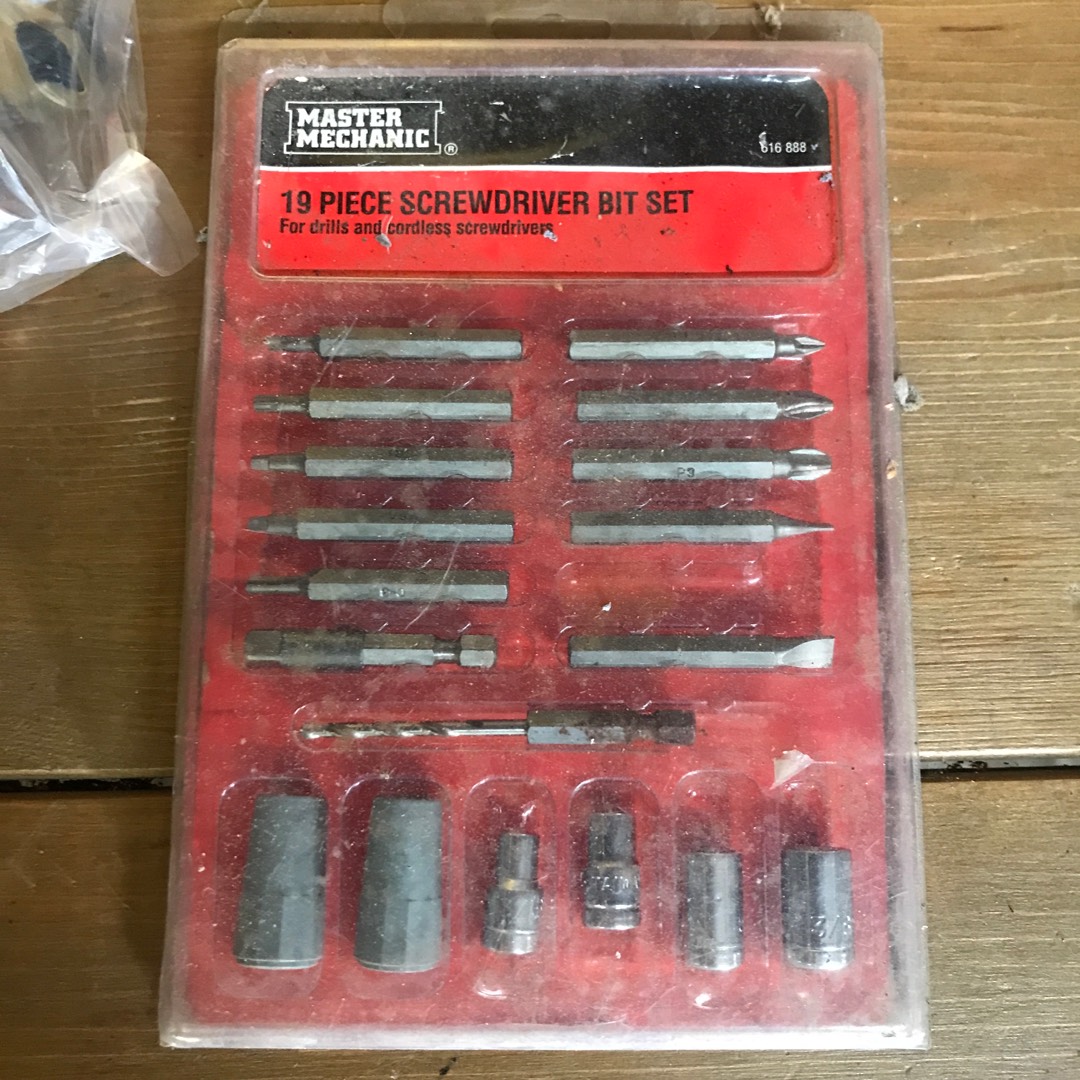 MASTER
MECHANIC®
616 888
19 PIECE SCREWDRIVER BIT SET
For drills and cordless screwdrivers
P3